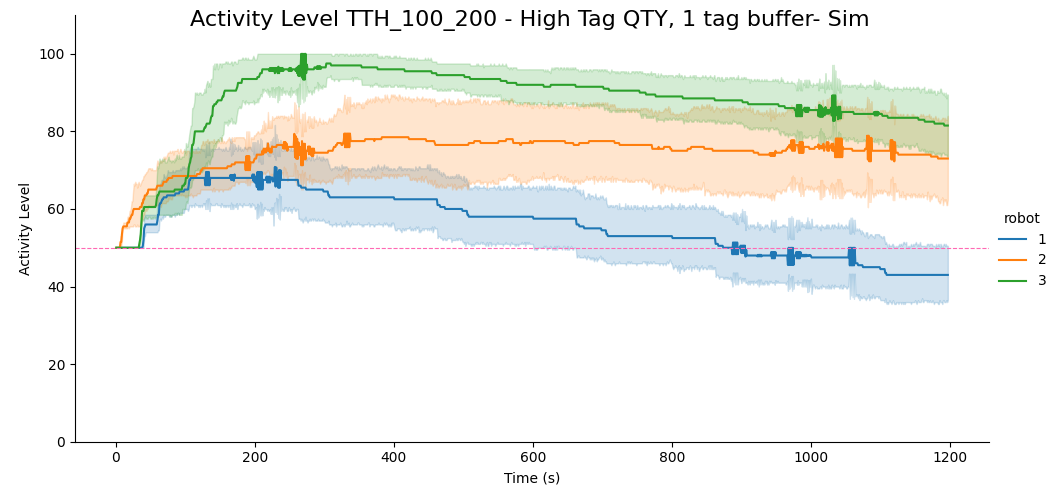 Activity Level TTH_100_200 - High Tag QTY, 1 tag buffer- Sim
100
80
60
40
20
0
Activity Level
0 200 400 600 800 1000 1200
Time (s)
robot
1
2
3